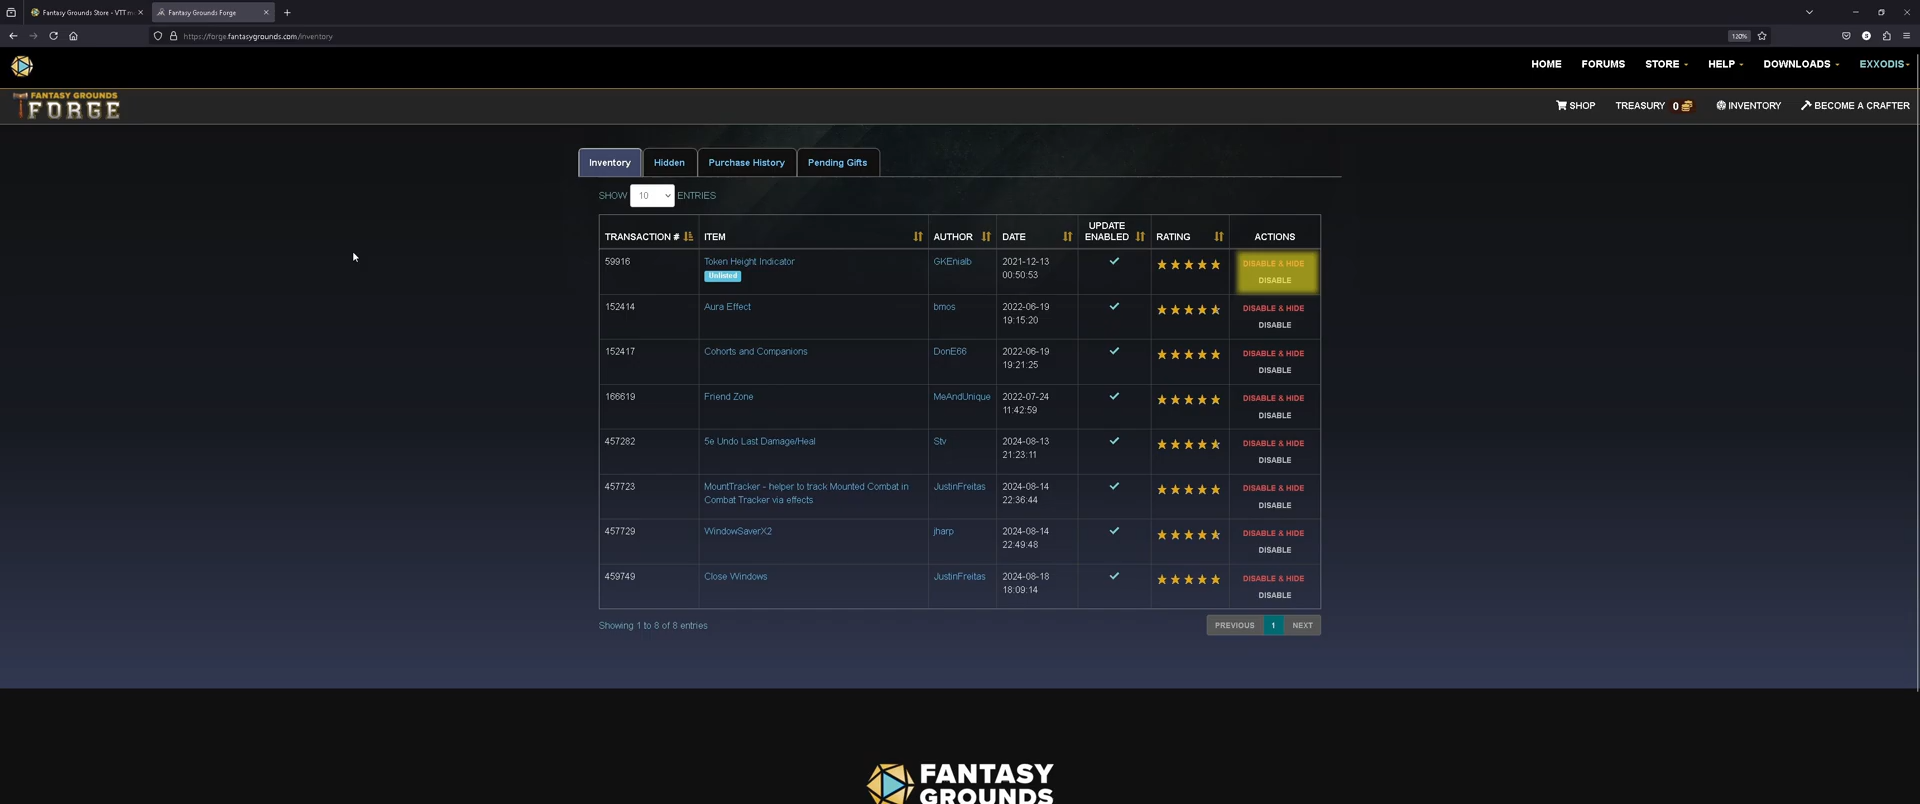 Fantasy Grounds Store - VTT m
Fantasy Grounds Forge
https://forge.fantasygrounds.com/inventory
120%
HOME
FORUMS
STORE
HELP
DOWNLOADS
EXXODIS
FANTASY GROUNDS
FORGE
SHOP
TREASURY 0
INVENTORY
BECOME A CRAFTER
Inventory
Hidden
Purchase History
Pending Gifts
SHOW 10 ENTRIES
TRANSACTION # ITEM AUTHOR DATE UPDATE ENABLED RATING ACTIONS
59916 Token Height Indicator GKEnialb 2021-12-13 DISABLE & HIDE
Unlisted 00:50:53 DISABLE
152414 Aura Effect bmos 2022-06-19 DISABLE & HIDE
19:15:20 DISABLE
152417 Cohorts and Companions DonE66 2022-06-19 DISABLE & HIDE
19:21:25 DISABLE
166619 Friend Zone MeAndUnique 2022-07-24 DISABLE & HIDE
11:42:59 DISABLE
457282 5e Undo Last Damage/Heal Stv 2024-08-13 DISABLE & HIDE
21:23:11 DISABLE
457723 MountTracker - helper to track Mounted Combat in JustinFreitas 2024-08-14 DISABLE & HIDE
Combat Tracker via effects 22:36:44 DISABLE
457729 WindowSaverX2 jharp 2024-08-14 DISABLE & HIDE
22:49:48 DISABLE
459749 Close Windows JustinFreitas 2024-08-18 DISABLE & HIDE
18:09:14 DISABLE
Showing 1 to 8 of 8 entries
PREVIOUS 1 NEXT
FANTASY
GROUNDS